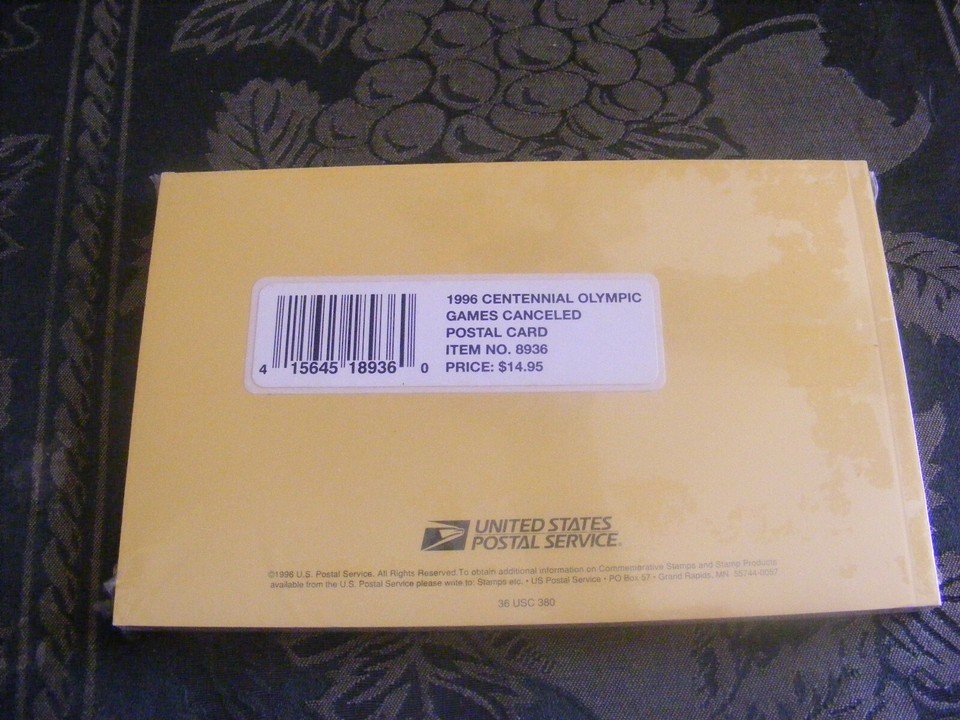 1996 CENTENNIAL OLYMPIC
GAMES CANCELED
POSTAL CARD
ITEM NO. 8936
PRICE: $14.95
4 15645 18936 0
UNITED STATES
POSTAL SERVICE.
©1996 U.S. Postal Service. All Rights Reserved.To obtain additional information on Commemorative Stamps and Stamp Products
available from the U.S. Postal Service please write to: Stamps etc. • US Postal Service • PO Box 57 • Grand Rapids, MN 55744-0057
36 USC 380